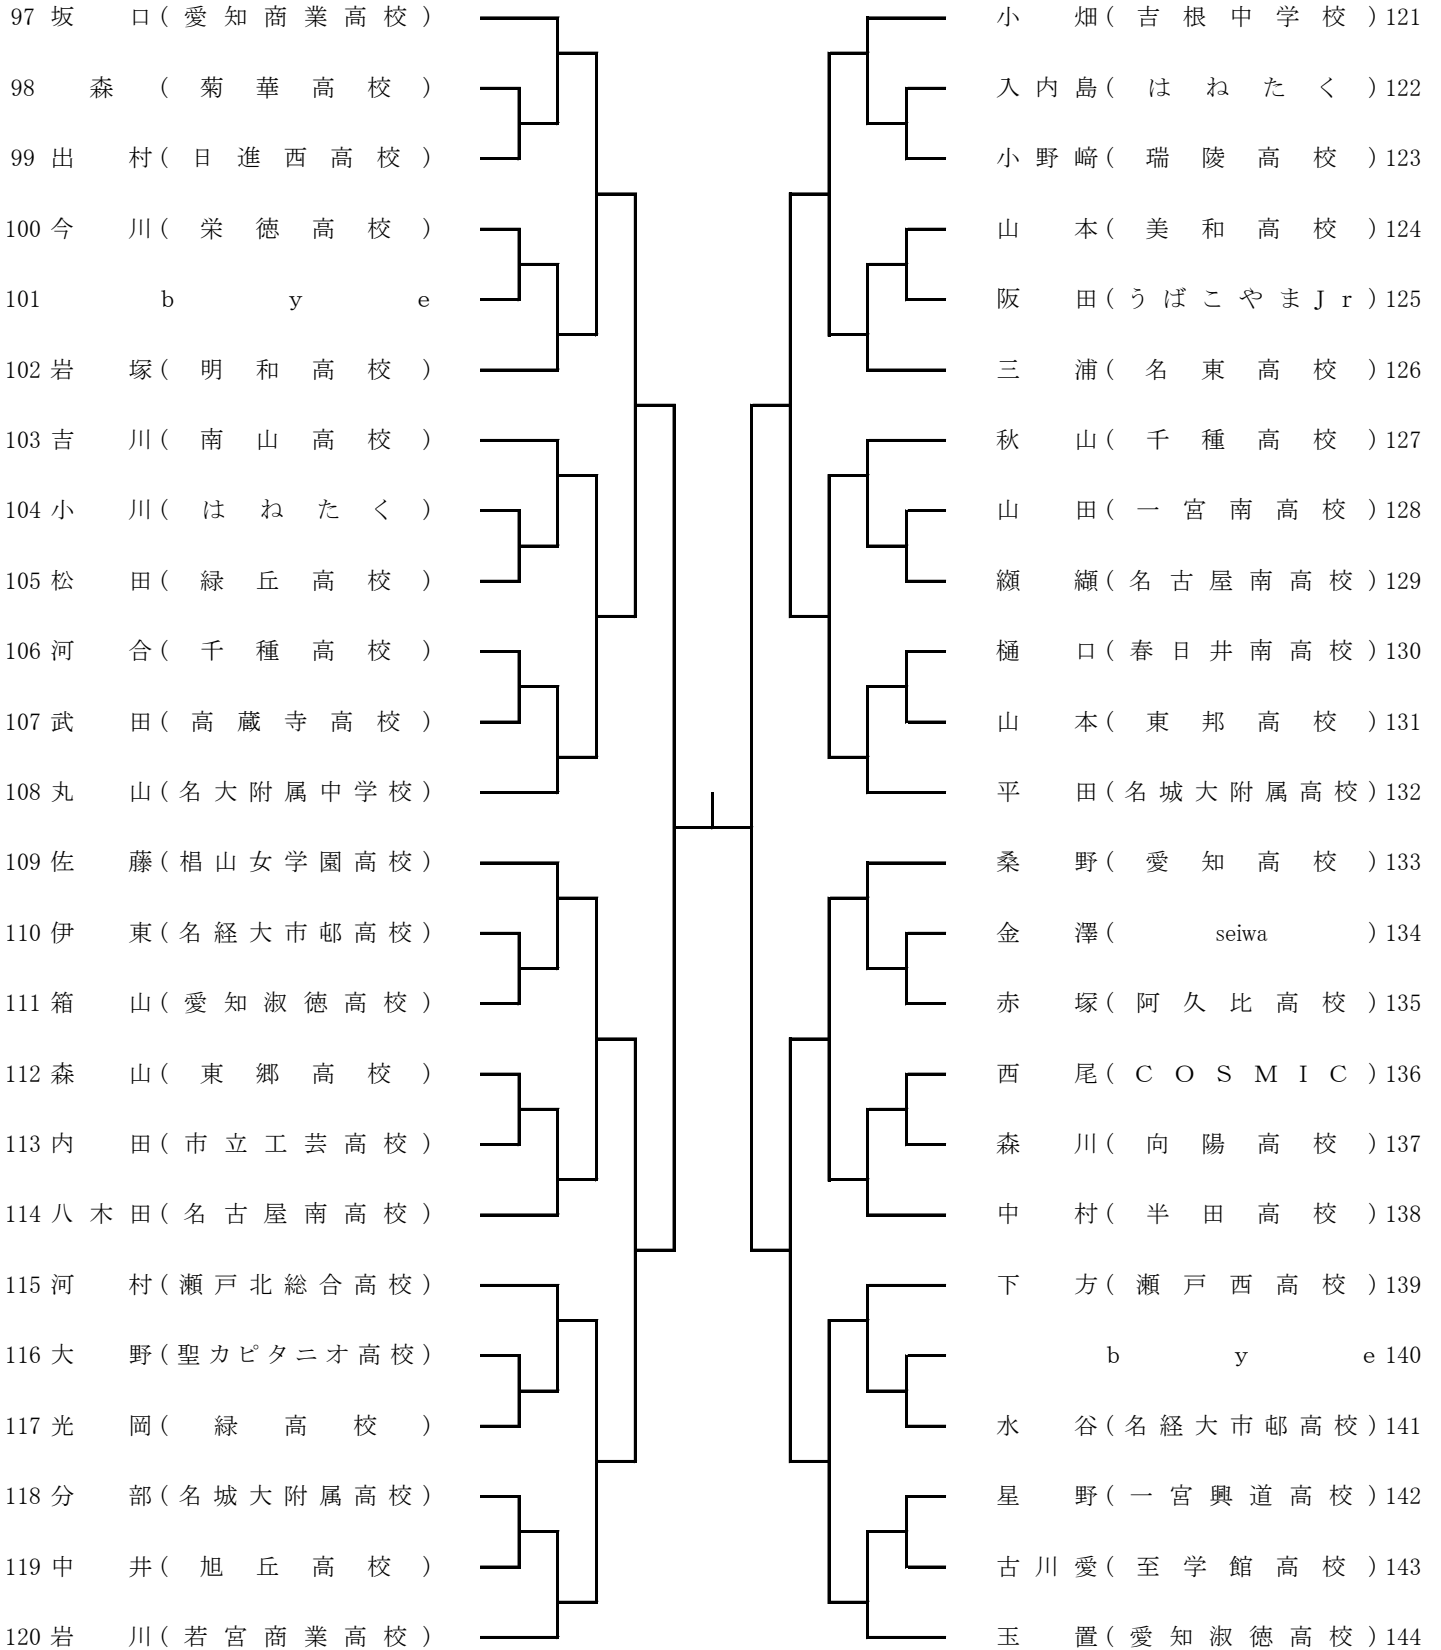 97 坂口(愛知商業高校)
98 森(菊華高校)
99 出村(日進西高校)
100 今川(栄徳高校)
101 bye
102 岩塚(明和高校)
103 吉川(南山高校)
104 小川(はねたく)
105 松田(緑丘高校)
106 河合(千種高校)
107 武田(高蔵寺高校)
108 丸山(名大附属中学校)
109 佐藤(椙山女学園高校)
110 伊東(名経大市邨高校)
111 箱山(愛知淑徳高校)
112 森山(東郷高校)
113 内田(市立工芸高校)
114 八木田(名古屋南高校)
115 河村(瀬戸北総合高校)
116 大野(聖カピタニオ高校)
117 光岡(緑高校)
118 分部(名城大附属高校)
119 中井(旭丘高校)
120 岩川(若宮商業高校)
小畑(吉根中学校)121
入内島(はねたく)122
小野﨑(瑞陵高校)123
山本(美和高校)124
阪田(うばこやまJr)125
三浦(名東高校)126
秋山(千種高校)127
山田(一宮南高校)128
纐纈(名古屋南高校)129
樋口(春日井南高校)130
山本(東邦高校)131
平田(名城大附属高校)132
桑野(愛知高校)133
金澤(seiwa)134
赤塚(阿久比高校)135
西尾(COSMIC)136
森川(向陽高校)137
中村(半田高校)138
下方(瀬戸西高校)139
bye 140
水谷(名経大市邨高校)141
星野(一宮興道高校)142
古川愛(至学館高校)143
玉置(愛知淑徳高校)144